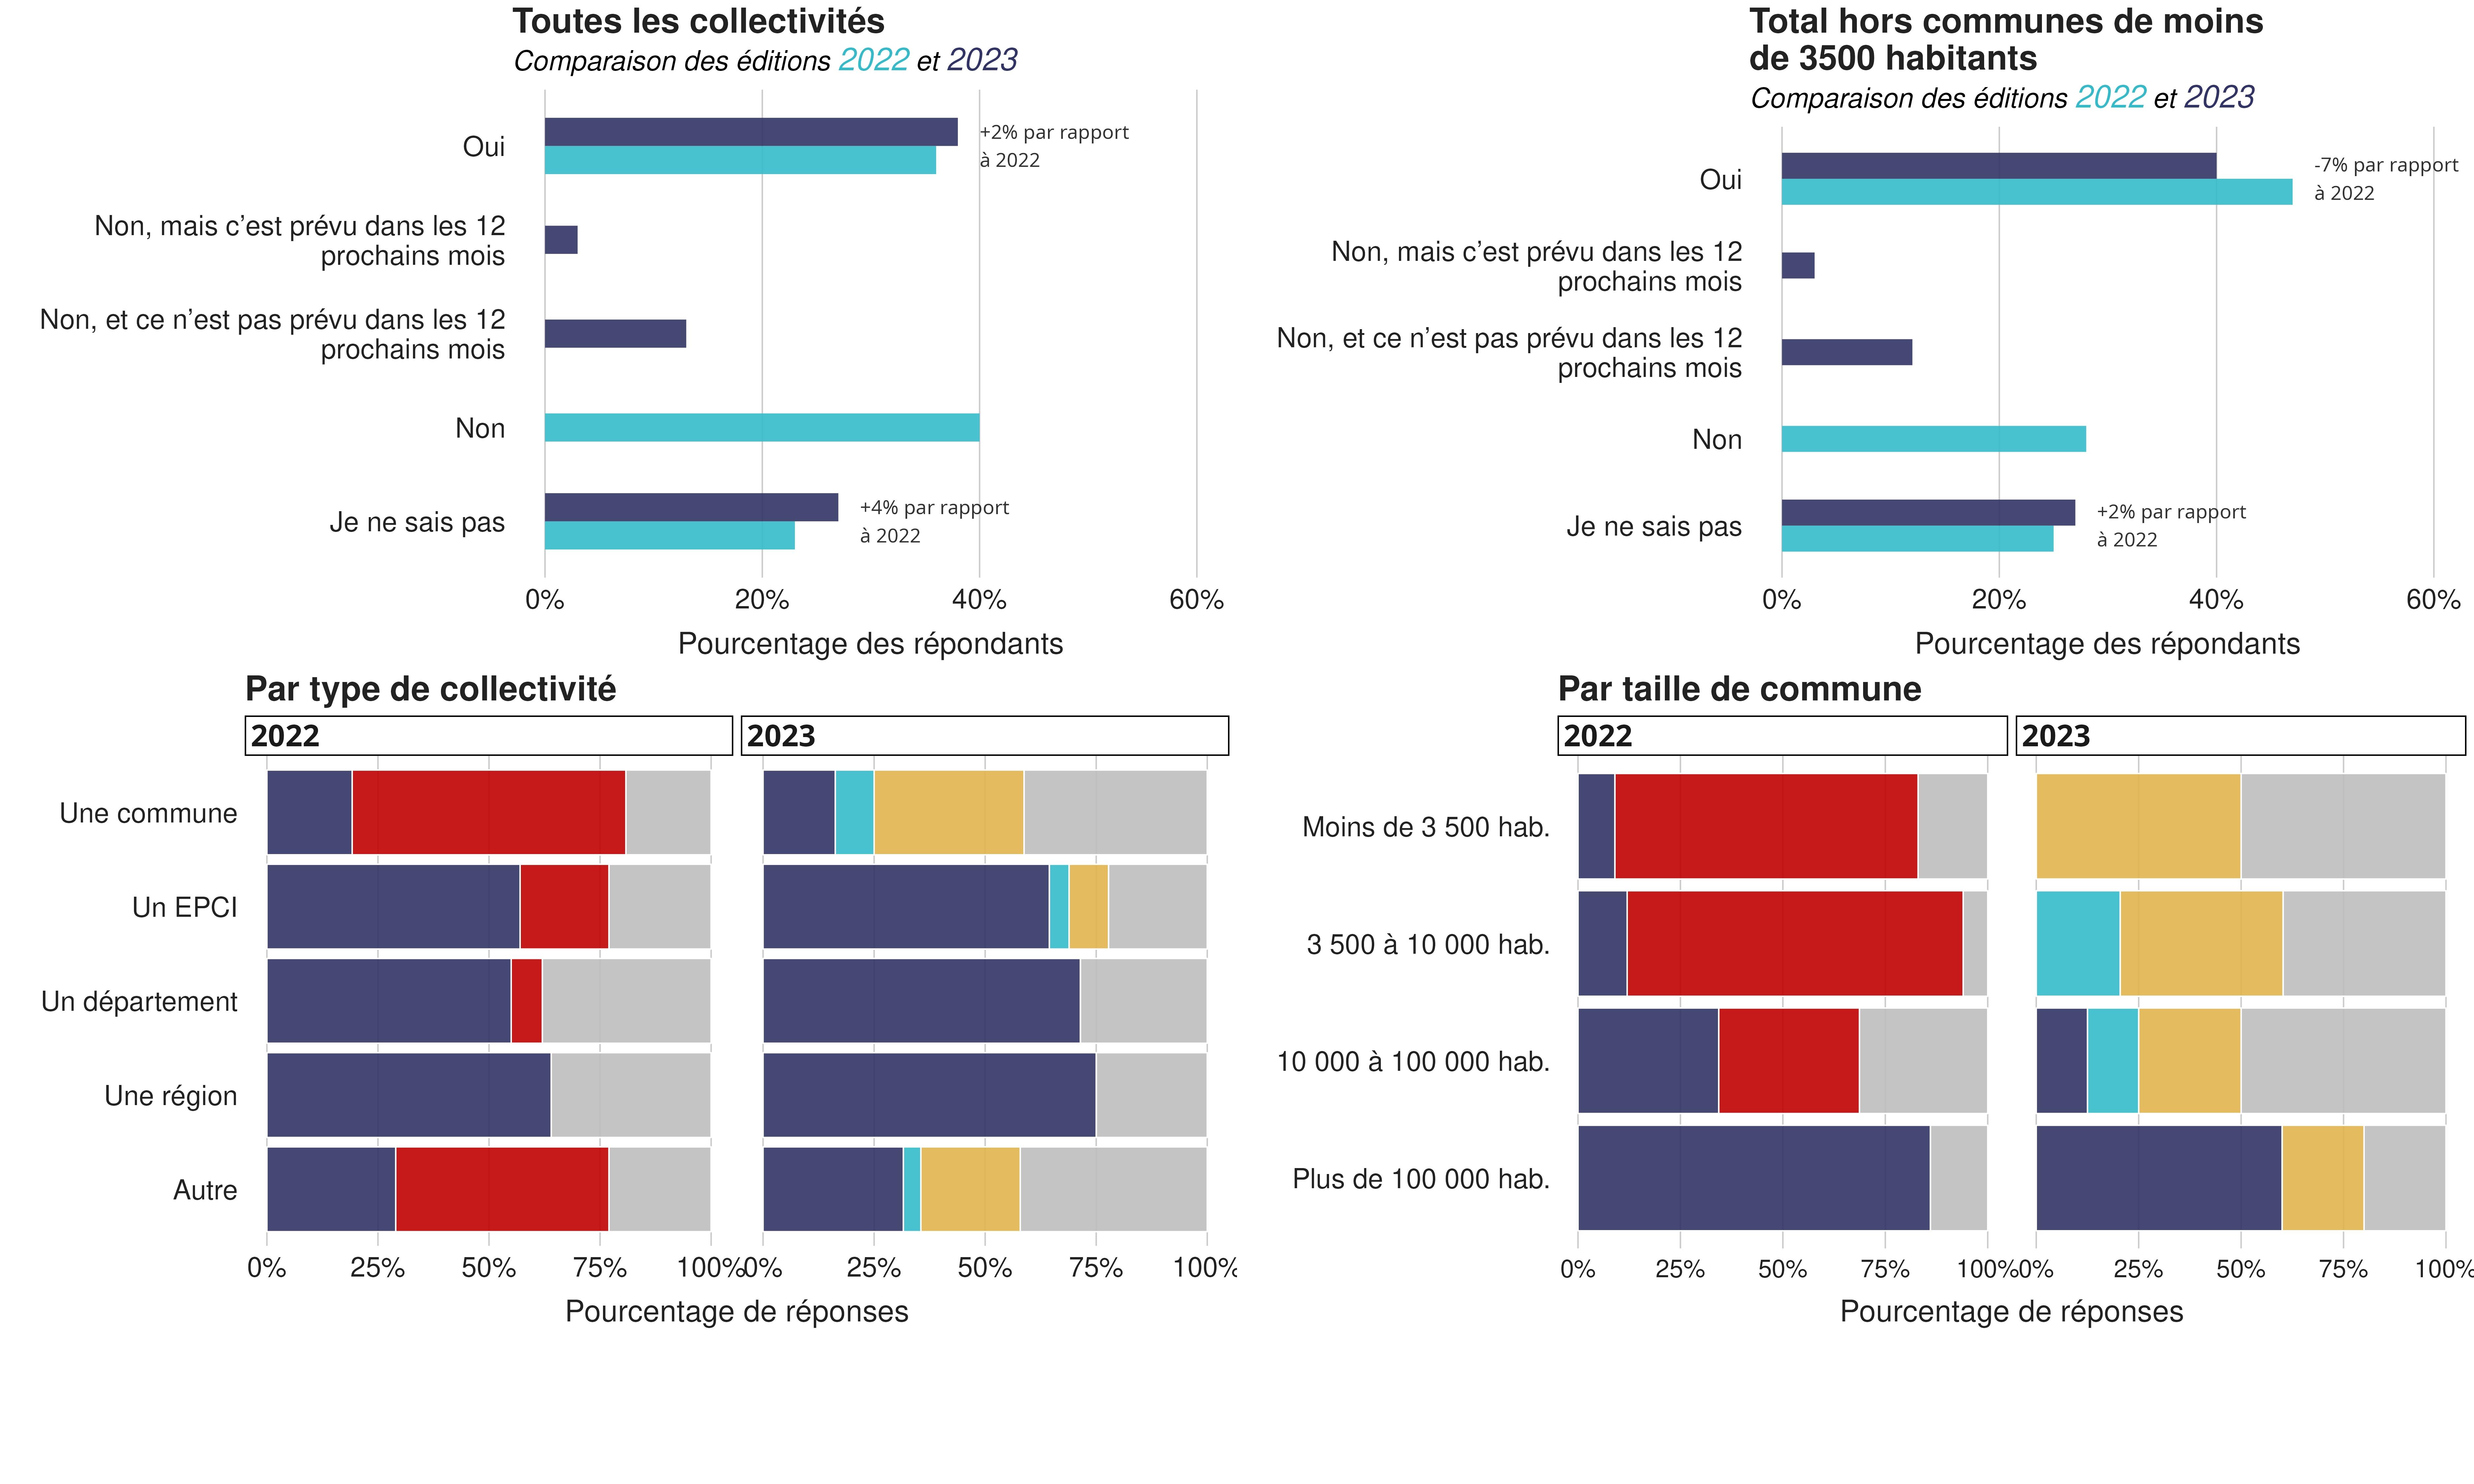 Toutes les collectivités
Comparaison des éditions 2022 et 2023
Oui
+2% par rapport
à 2022
Non, mais c’est prévu dans les 12
prochains mois
Non, et ce n’est pas prévu dans les 12
prochains mois
Non
Je ne sais pas
+4% par rapport
à 2022
0% 20% 40% 60%
Pourcentage des répondants
Total hors communes de moins
de 3500 habitants
Comparaison des éditions 2022 et 2023
Oui
-7% par rapport
à 2022
Non, mais c’est prévu dans les 12
prochains mois
Non, et ce n’est pas prévu dans les 12
prochains mois
Non
Je ne sais pas
+2% par rapport
à 2022
0% 20% 40% 60%
Pourcentage des répondants
Par type de collectivité
2022 2023
Une commune
Un EPCI
Un département
Une région
Autre
0% 25% 50% 75% 100% 0% 25% 50% 75% 100%
Pourcentage de réponses
Par taille de commune
2022 2023
Moins de 3 500 hab.
3 500 à 10 000 hab.
10 000 à 100 000 hab.
Plus de 100 000 hab.
0% 25% 50% 75% 100% 0% 25% 50% 75% 100%
Pourcentage de réponses